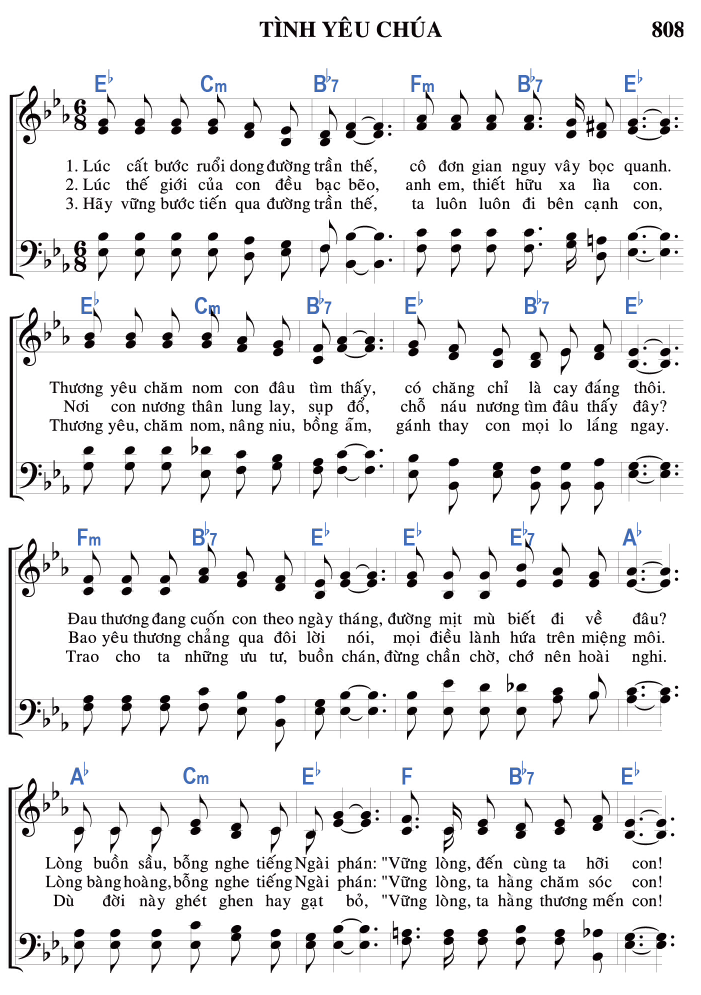 TÌNH YÊU CHÚA 808
E♭ Cm B♭7 Fm B♭7 E♭
6 8
1. Lúc cất bước ruổi dong đường trần thế, cô đơn gian nguy vây bọc quanh.
2. Lúc thế giới của con đều bạc bẽo, anh em, thiết hữu xa lìa con.
3. Hãy vững bước tiến qua đường trần thế, ta luôn luôn đi bên cạnh con,
6 8
E♭ Cm B♭7 E♭ B♭7 E♭
Thương yêu chăm nom con đâu tìm thấy, có chăng chỉ là cay đáng thôi.
Nơi con nương thân lung lay, sụp đổ, chỗ náu nương tìm đâu thấy đây?
Thương yêu, chăm nom, nâng niu, bồng ẵm, gánh thay con mọi lo láng ngay.
Fm B♭7 E♭ E♭ E♭7 A♭
Đau thương đang cuốn con theo ngày tháng, đường mịt mù biết đi về đâu?
Bao yêu thương chảng qua đôi lời nói, mọi điều lành hứa trên miệng môi.
Trao cho ta những ưu tư, buồn chán, đừng chần chờ, chớ nên hoài nghi.
A♭ Cm E♭ F B♭7 E♭
Lòng buồn sầu, bỗng nghe tiếng Ngài phán: "Vững lòng, đến cùng ta hỡi con!
Lòng bàng hoàng, bỗng nghe tiếng Ngài phán: "Vững lòng, ta hằng chăm sóc con!
Dù đời này ghét ghen hay gạt bỏ, "Vững lòng, ta hằng thương mến con!